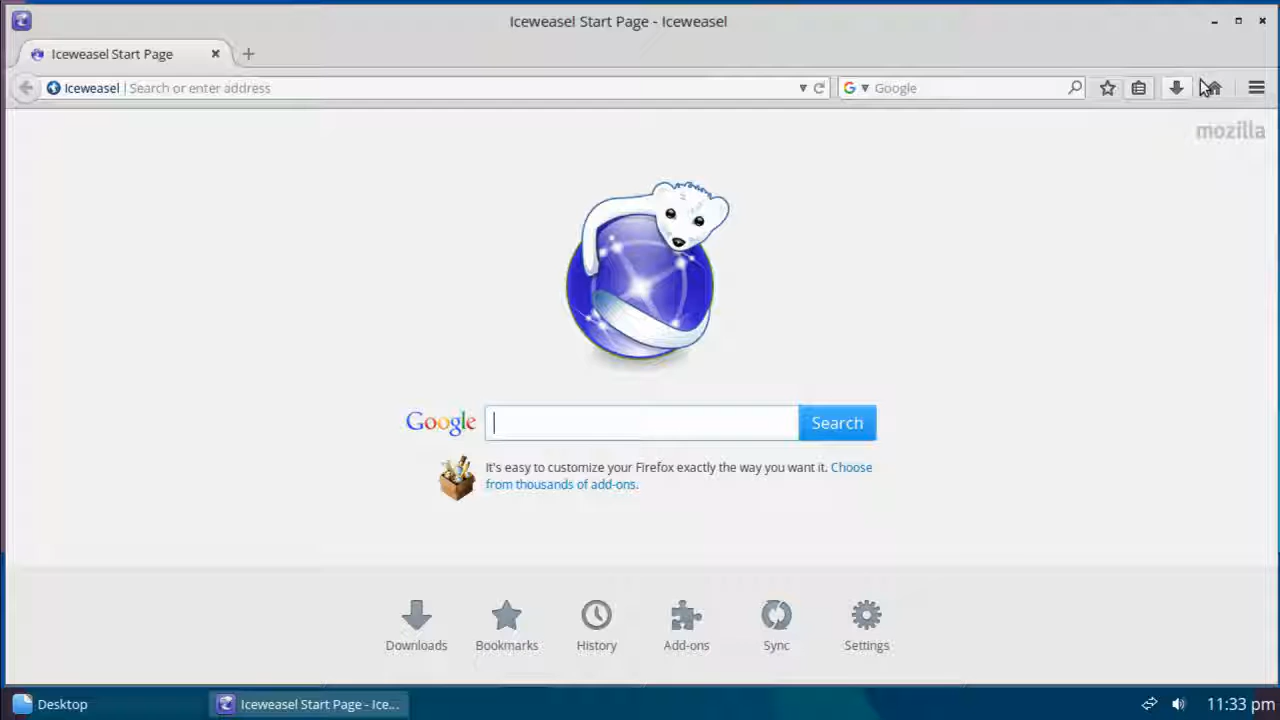 Iceweasel Start Page - Iceweasel
Iceweasel Start Page
Iceweasel Search or enter address
Google
mozilla
Google
Search
It's easy to customize your Firefox exactly the way you want it. Choose
from thousands of add-ons.
Downloads
Bookmarks
History
Add-ons
Sync
Settings
Desktop
Iceweasel Start Page - Ice...
11:33 pm